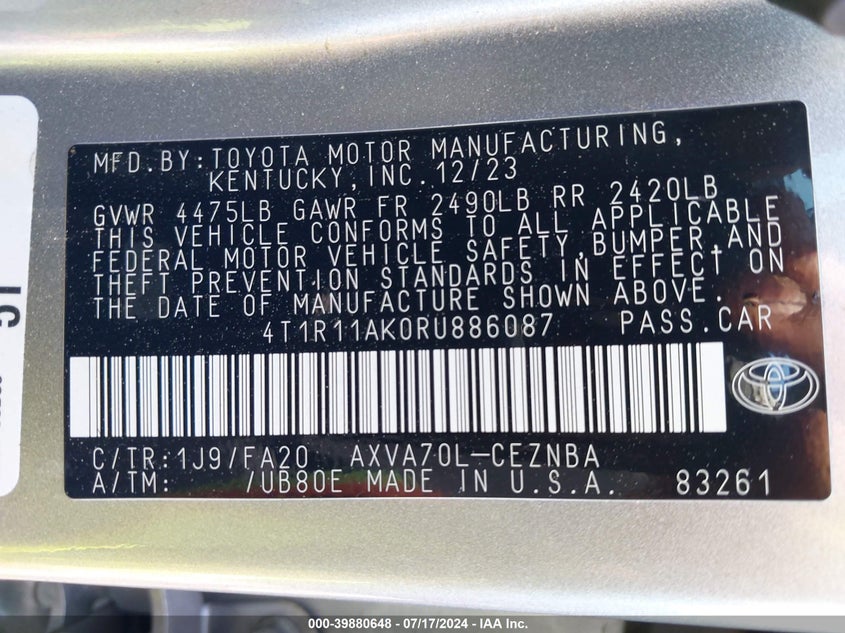 MFD.BY:TOYOTA MOTOR MANUFACTURING,
KENTUCKY,INC.12/23
GVWR 4475LB GAWR FR 2490LB RR 2420LB
THIS VEHICLE CONFORMS TO ALL APPLICABLE
FEDERAL MOTOR VEHICLE SAFETY,BUMPER,AND
THEFT PREVENTION STANDARDS IN EFFECT ON
THE DATE OF MANUFACTURE SHOWN ABOVE.
4T1R11AK0RU886087 PASS.CAR
C/TR:1J9/FA20 AXVA70L-CEZNBA
A/TM: /UB80E MADE IN U.S.A. 83261
000-39880648 - 07/17/2024 - IAA Inc.